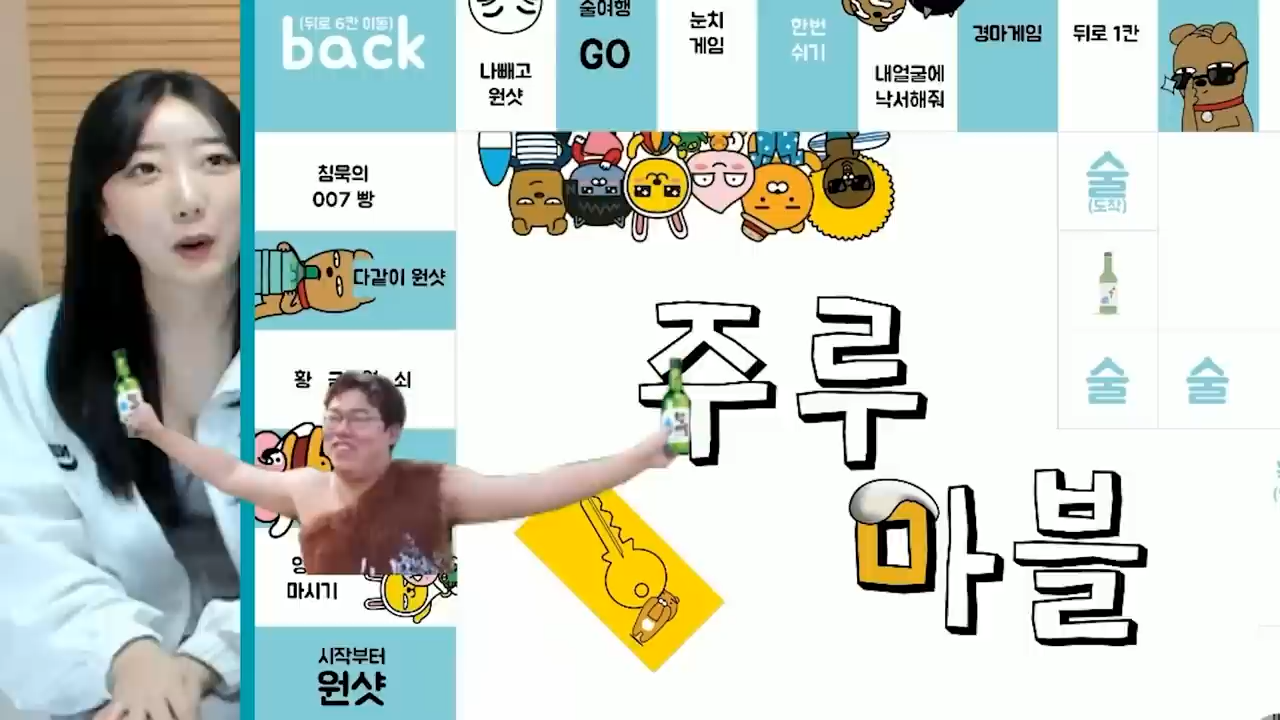 (뒤로 6칸 이동)
back
나빼고
원샷
술여행
GO
눈치
게임
한번
쉬기
내얼굴에
낙서해줘
경마게임
뒤로 1칸
침묵의
007 빵
술
(도착)
다같이 원샷
술 술
주루
마블
마시기
시작부터
원샷